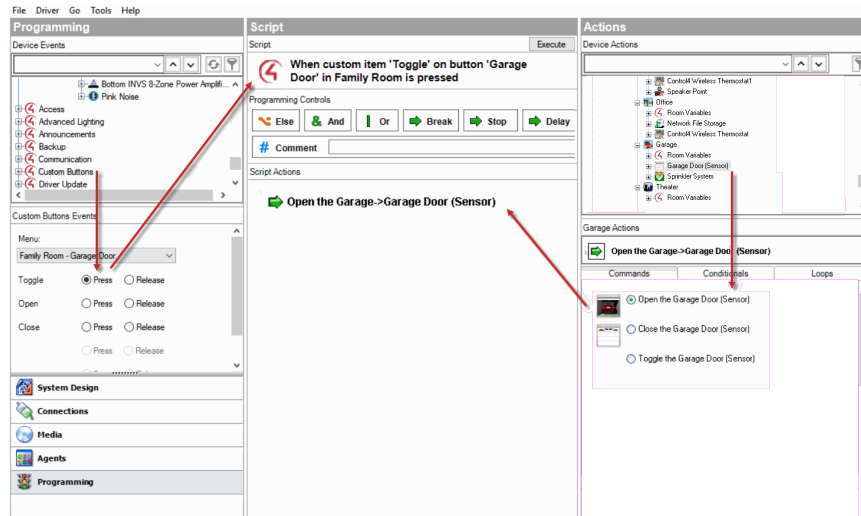 File Driver Go Tools Help
Programming
Device Events
Bottom INVS 8-Zone Power Amplifi...
Pink Noise
Access
Advanced Lighting
Announcements
Backup
Communication
Custom Buttons
Driver Update
Custom Buttons Events
Menu:
Family Room - Garage Door
Toggle Press Release
Open Press Release
Close Press Release
Press Release
System Design
Connections
Media
Agents
Programming
Script
Script Execute
When custom item 'Toggle' on button 'Garage
Door' in Family Room is pressed
Programming Controls
Else & And Or Break Stop Delay
# Comment
Script Actions
Open the Garage->Garage Door (Sensor)
Actions
Device Actions
Control4 Wireless Thermostat1
Speaker Point
Office
Room Variables
Network File Storage
Control4 Wireless Thermostat
Garage
Room Variables
Garage Door (Sensor)
Sprinkler System
Theater
Room Variables
Garage Actions
Open the Garage->Garage Door (Sensor)
Commands Conditionals Loops
Open the Garage Door (Sensor)
Close the Garage Door (Sensor)
Toggle the Garage Door (Sensor)